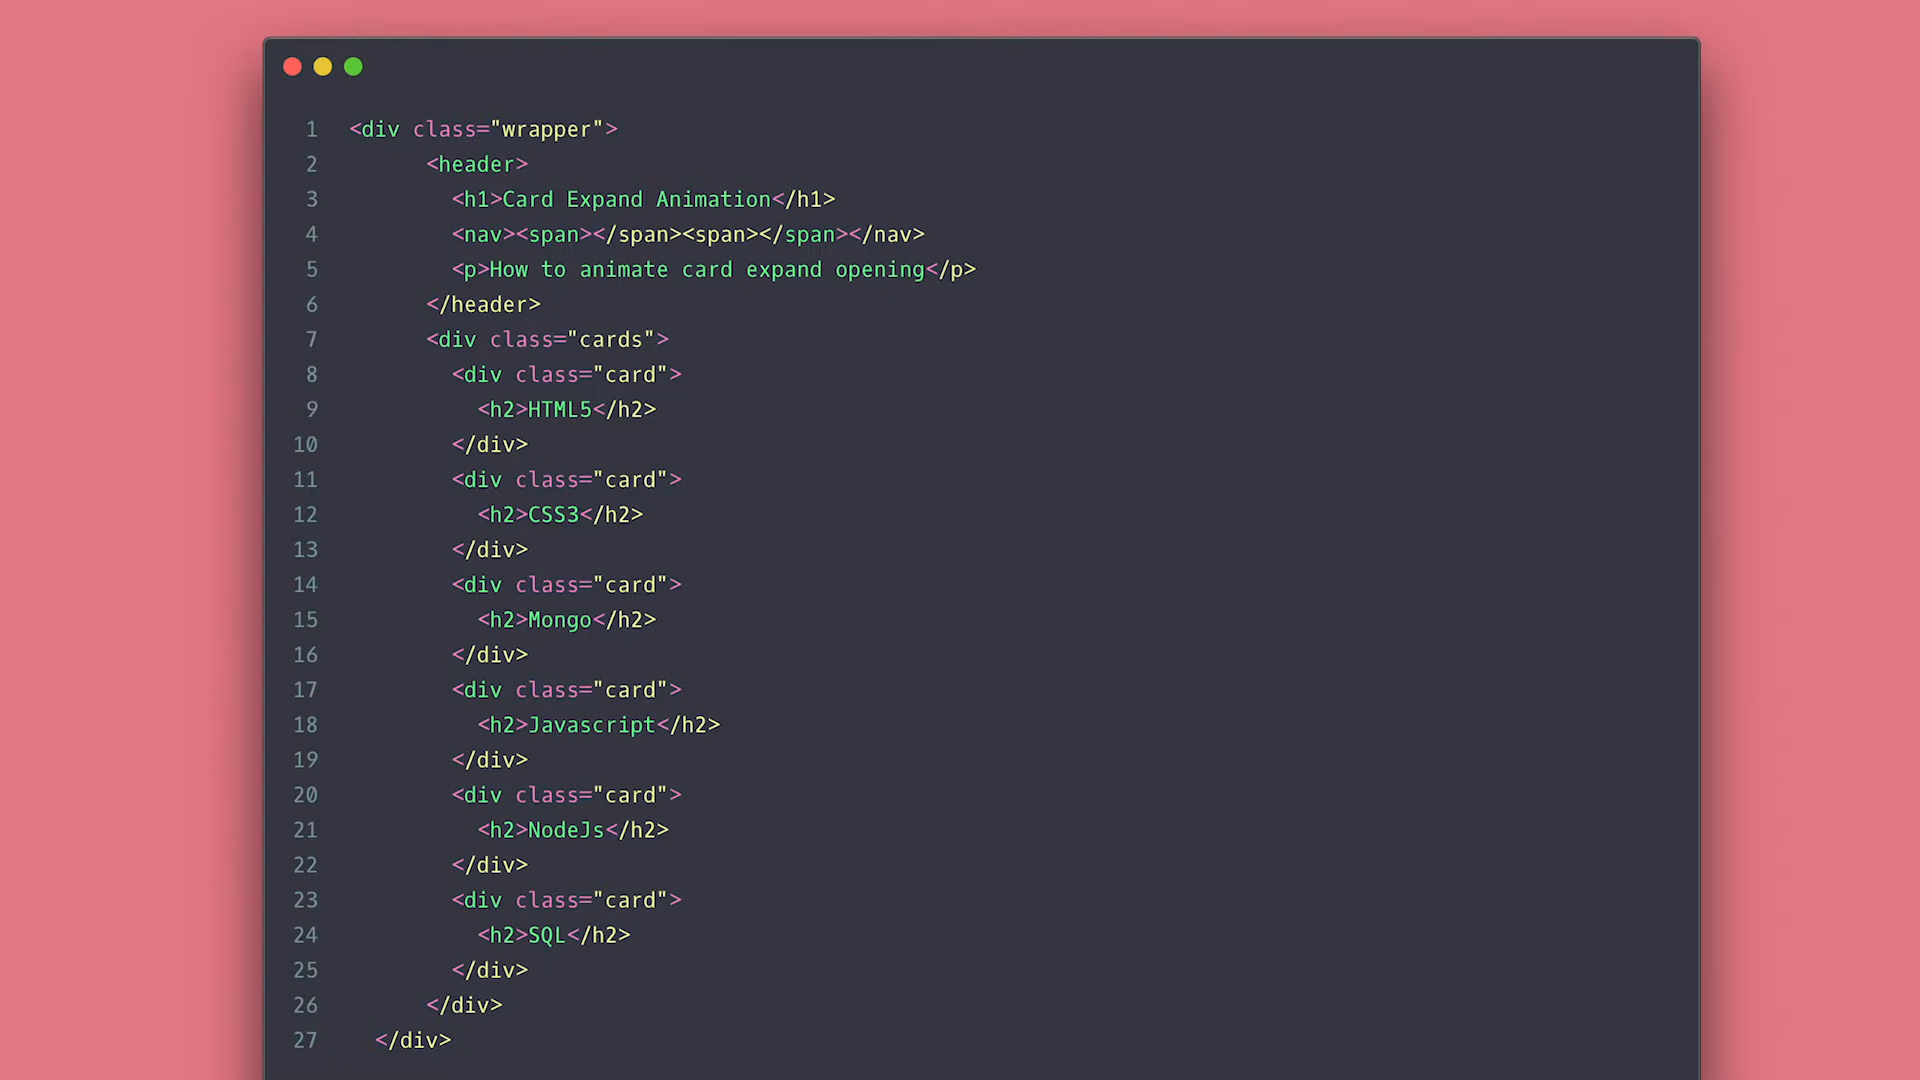 1 <div class="wrapper">
2 <header>
3 <h1>Card Expand Animation</h1>
4 <nav><span></span><span></span></nav>
5 <p>How to animate card expand opening</p>
6 </header>
7 <div class="cards">
8 <div class="card">
9 <h2>HTML5</h2>
10 </div>
11 <div class="card">
12 <h2>CSS3</h2>
13 </div>
14 <div class="card">
15 <h2>Mongo</h2>
16 </div>
17 <div class="card">
18 <h2>Javascript</h2>
19 </div>
20 <div class="card">
21 <h2>NodeJs</h2>
22 </div>
23 <div class="card">
24 <h2>SQL</h2>
25 </div>
26 </div>
27 </div>